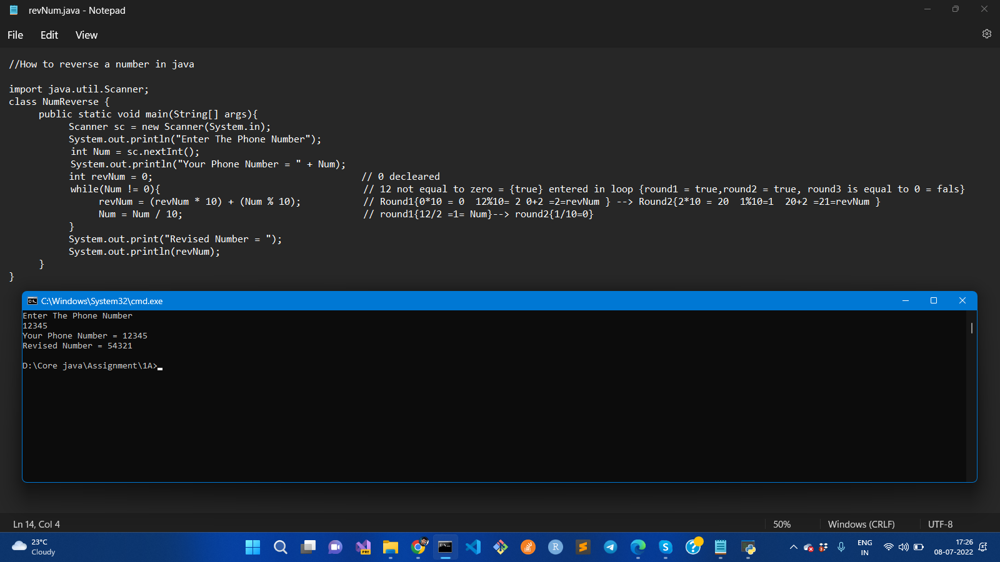 revNum.java - Notepad
File Edit View
//How to reverse a number in java
import java.util.Scanner;
class NumReverse {
public static void main(String[] args){
Scanner sc = new Scanner(System.in);
System.out.println("Enter The Phone Number");
int Num = sc.nextInt();
System.out.println("Your Phone Number = " + Num);
int revNum = 0; // 0 decleared
while(Num != 0){ // 12 not equal to zero = {true} entered in loop {round1 = true,round2 = true, round3 is equal to 0 = fals}
revNum = (revNum * 10) + (Num % 10); // Round1{0*10 = 0 12%10= 2 0+2 =2=revNum } --> Round2{2*10 = 20 1%10=1 20+2 =21=revNum }
Num = Num / 10; // round1{12/2 =1= Num}--> round2{1/10=0}
}
System.out.print("Revised Number = ");
System.out.println(revNum);
}
}
C:\Windows\System32\cmd.exe
Enter The Phone Number
12345
Your Phone Number = 12345
Revised Number = 54321
D:\Core java\Assignment\1A>
Ln 14, Col 4 50% Windows (CRLF) UTF-8
23°C
Cloudy
PRE
R
S
ENG
IN
17:26
08-07-2022